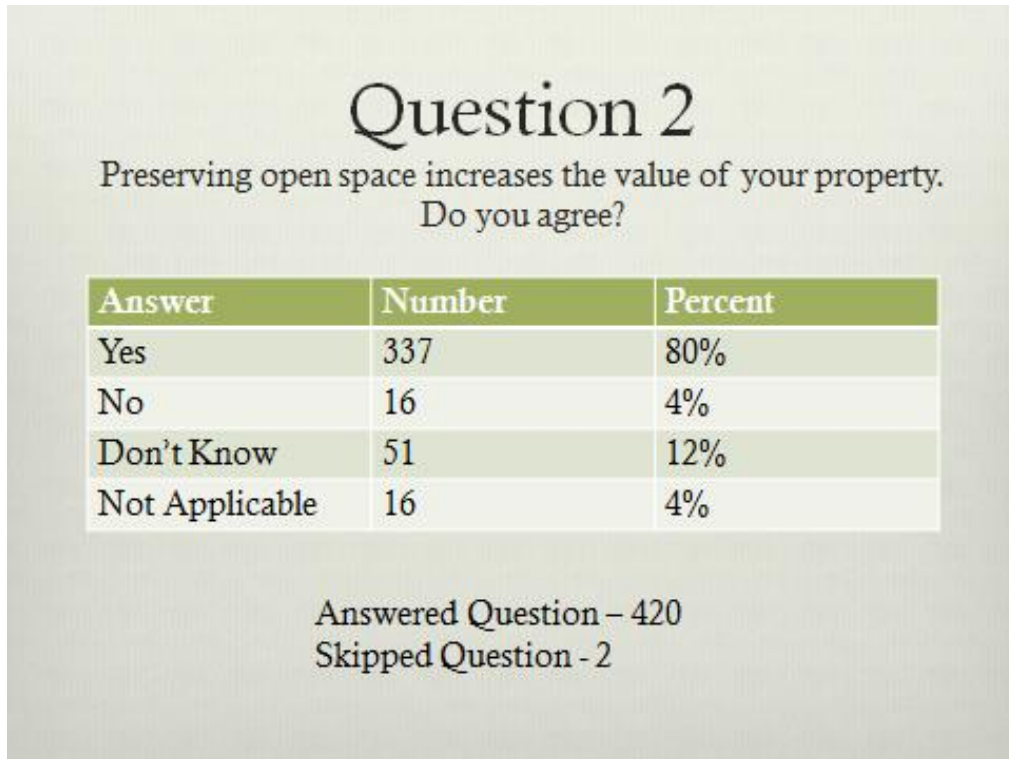 Question 2
Preserving open space increases the value of your property.
Do you agree?
Answer Number Percent
Yes 337 80%
No 16 4%
Don't Know 51 12%
Not Applicable 16 4%
Answered Question – 420
Skipped Question - 2